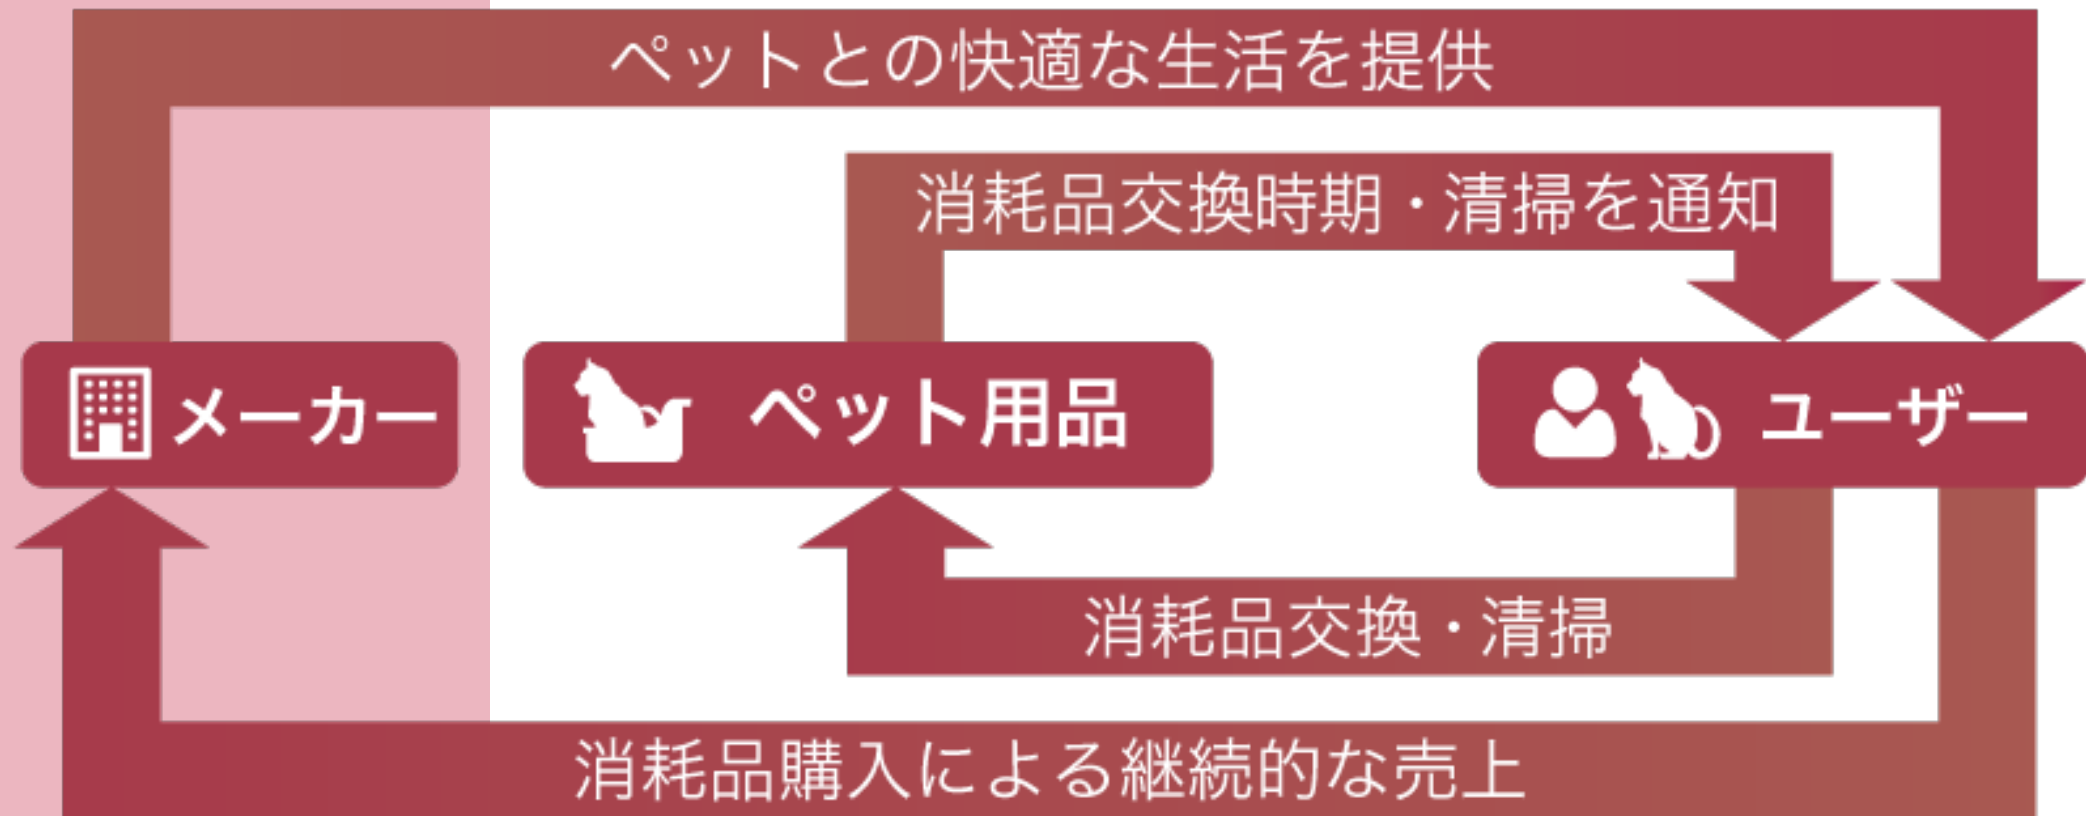 ペットとの快適な生活を提供
消耗品交換時期・清掃を通知
メーカー
ペット用品
ユーザー
消耗品交換・清掃
消耗品購入による継続的な売上